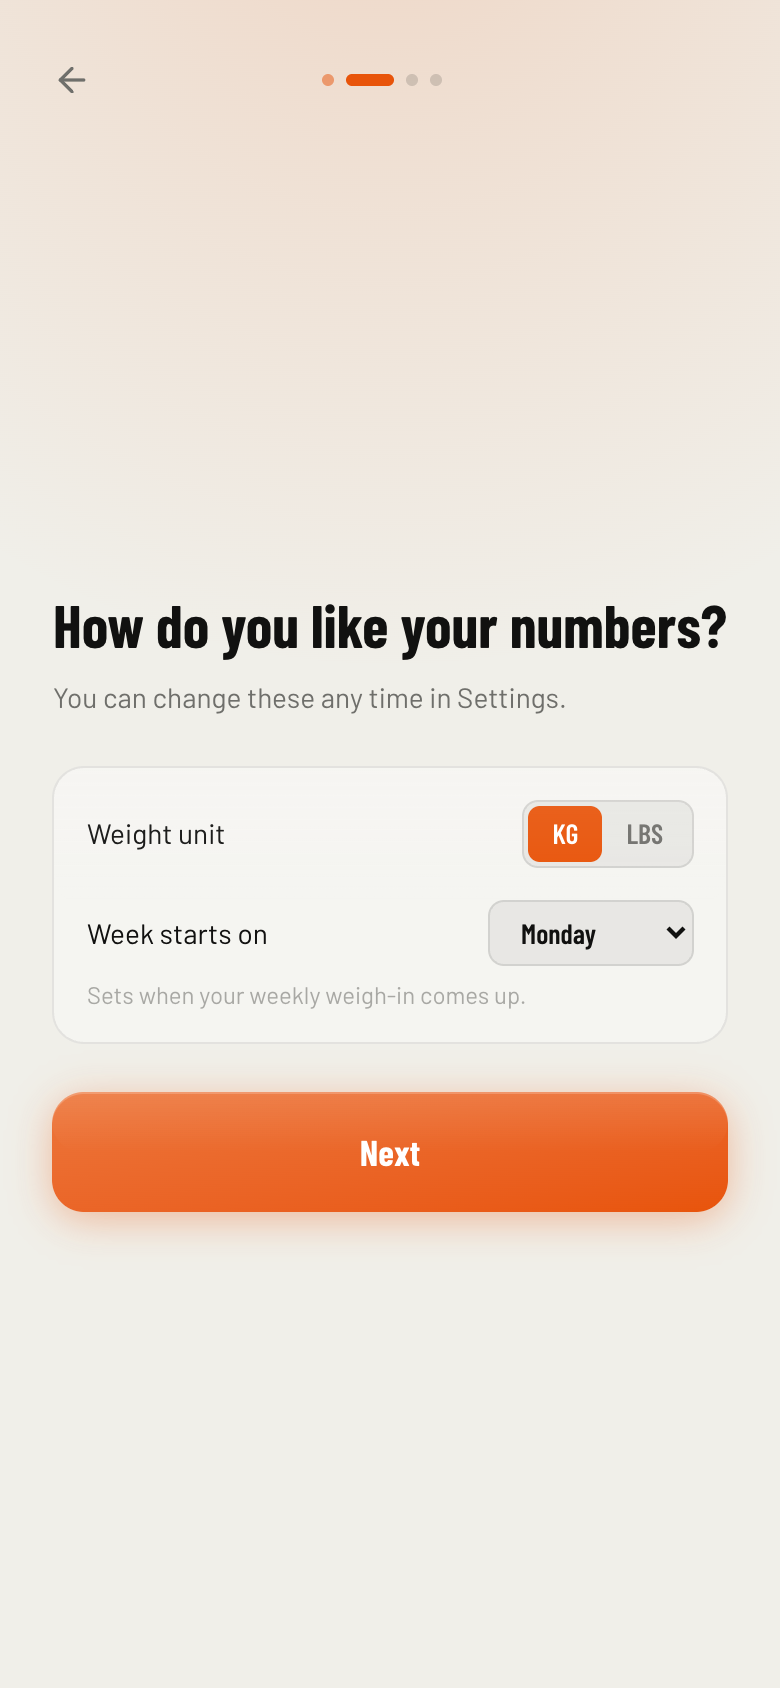 How do you like your numbers?
You can change these any time in Settings.
Weight unit
KG
LBS
Week starts on
Monday
Sets when your weekly weigh-in comes up.
Next